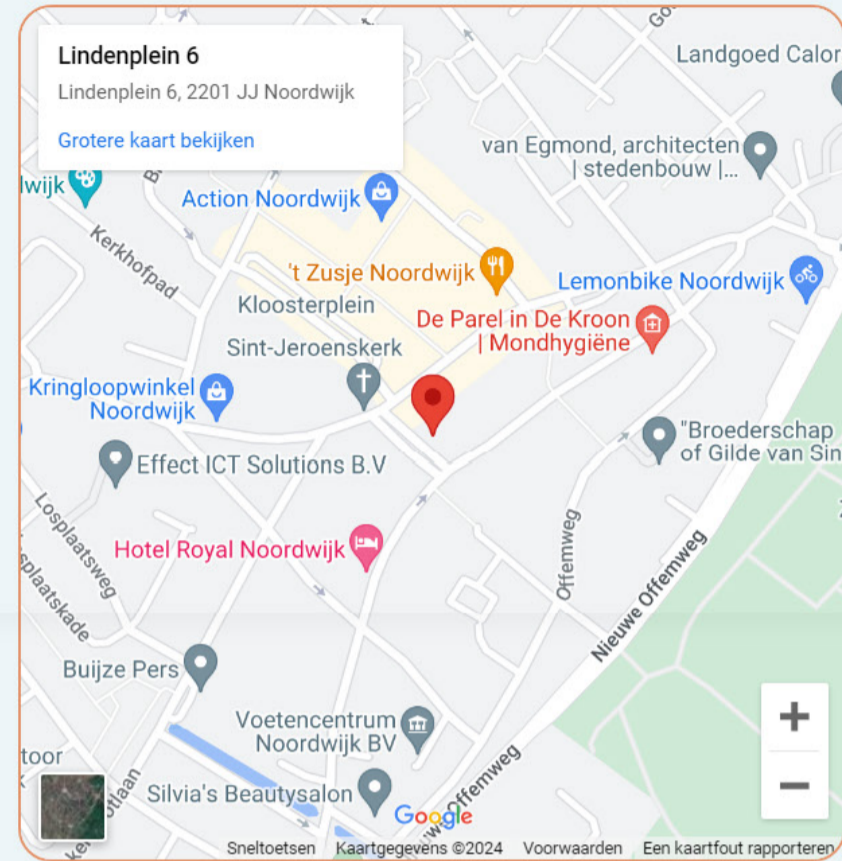 Lindenplein 6
Lindenplein 6, 2201 JJ Noordwijk
Grotere kaart bekijken
Landgoed Calor
van Egmond, architecten
| stedenbouw |...
lwijk
Action Noordwijk
Kerkhofpad
't Zusje Noordwijk
Lemonbike Noordwijk
Kloosterplein
De Parel in De Kroon
| Mondhygiëne
Sint-Jeroenskerk
Kringloopwinkel
Noordwijk
"Broederschap
of Gilde van Sin
Effect ICT Solutions B.V
Losplaatsweg
Hotel Royal Noordwijk
Offemweg
Nieuwe Offemweg
splaatskade
Buijze Pers
Voetencentrum
Noordwijk BV
toor
Silvia's Beautysalon
Google
Offemweg
Sneltoetsen Kaartgegevens ©2024 Voorwaarden Een kaartfout rapporteren